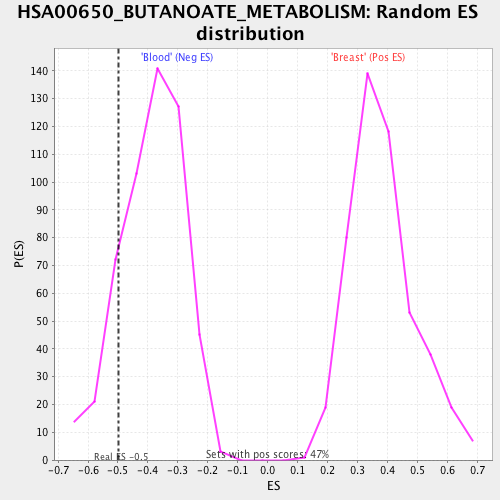 HSA00650_BUTANOATE_METABOLISM: Random ES
distribution
'Blood' (Neg ES)
'Breast' (Pos ES)
140
130
120
110
100
90
80
70
60
50
40
30
20
10
0
P(ES)
Real ES -0.5
Sets with pos scores: 47%
-0.7 -0.6 -0.5 -0.4 -0.3 -0.2 -0.1 0.0 0.1 0.2 0.3 0.4 0.5 0.6 0.7
ES